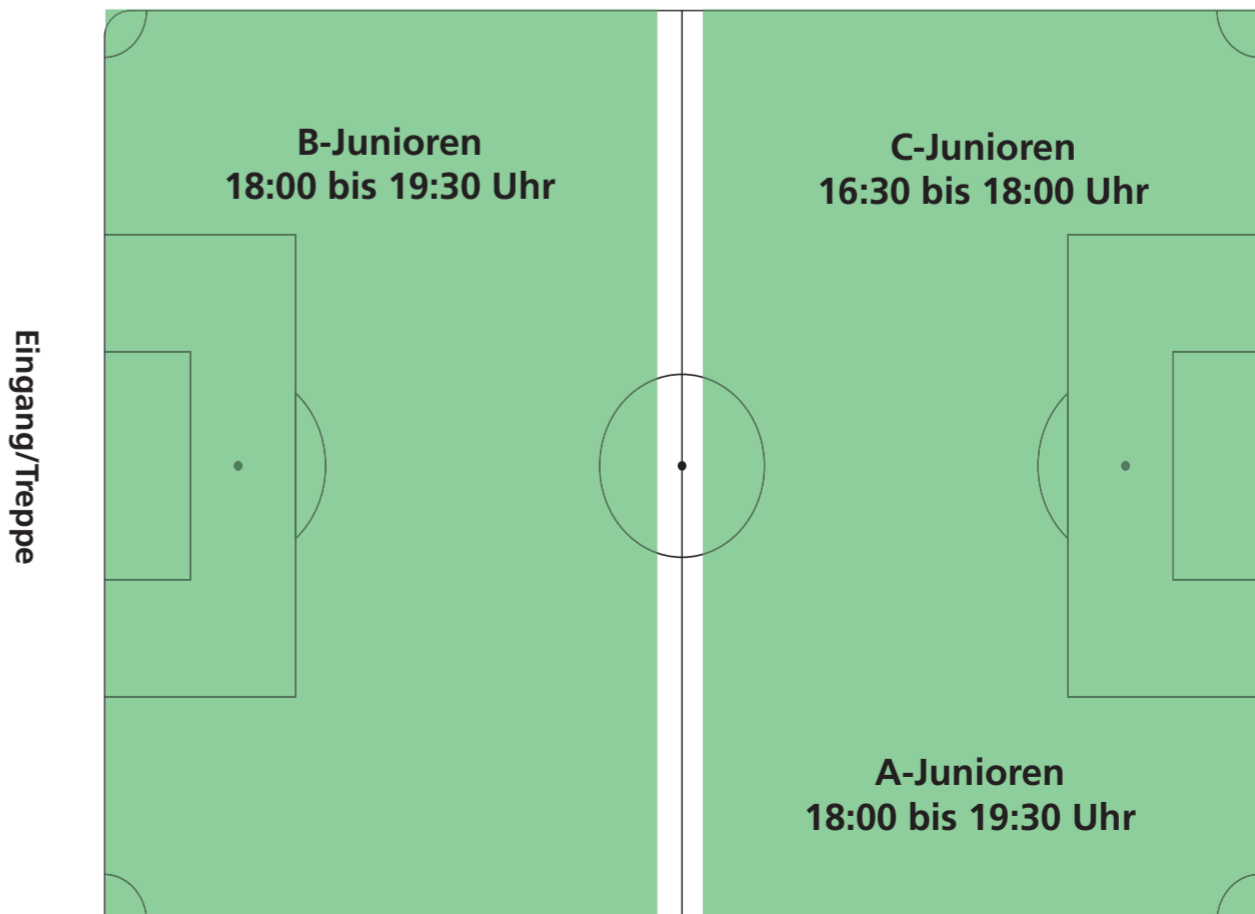 B-Junioren
18:00 bis 19:30 Uhr
C-Junioren
16:30 bis 18:00 Uhr
Eingang/Treppe
A-Junioren
18:00 bis 19:30 Uhr